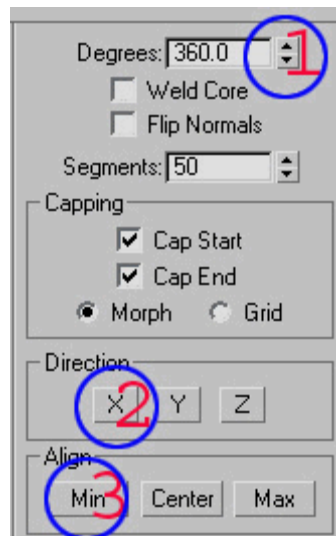 Degrees: 360.0 1
Weld Core
Flip Normals
Segments: 50
Capping
Cap Start
Cap End
Morph Grid
Direction
X 2 Y Z
Align
Min 3 Center Max